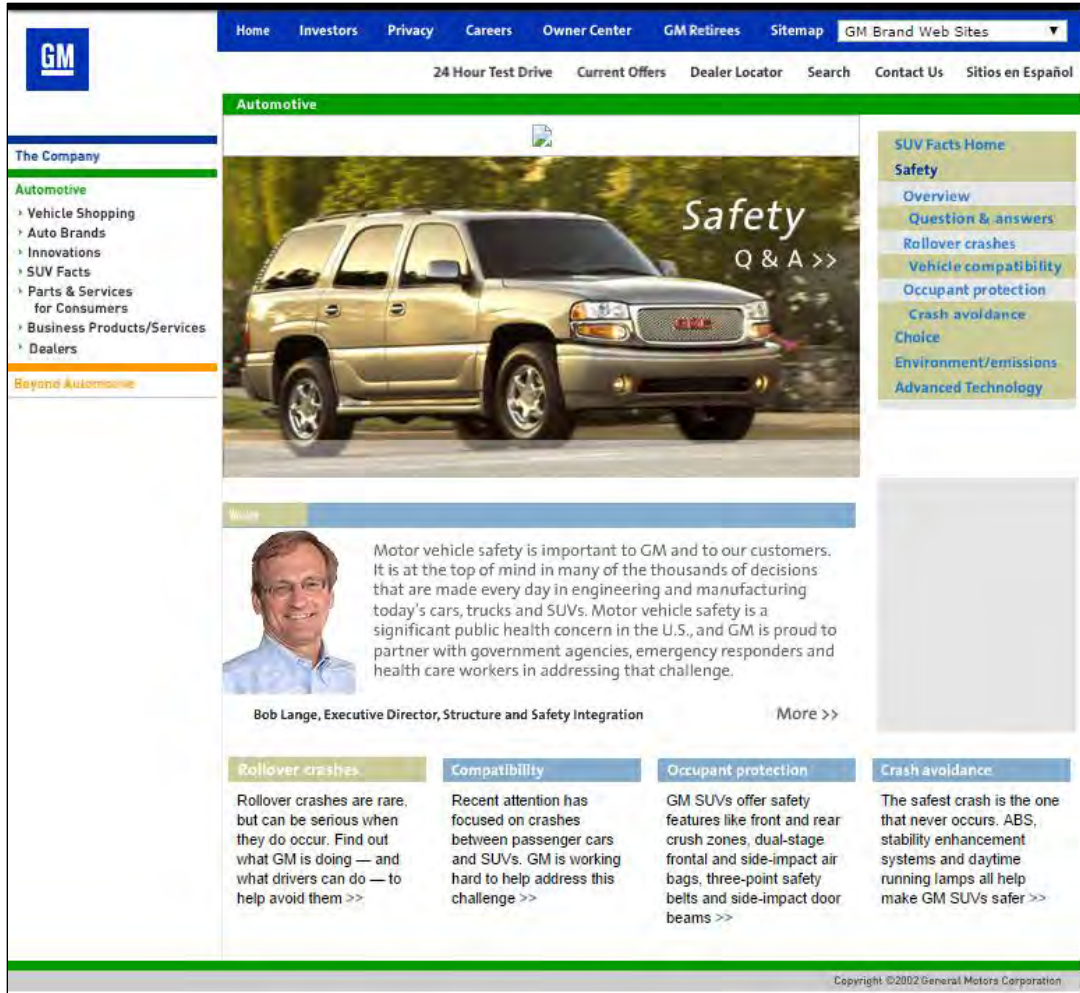 GM
Home Investors Privacy Careers Owner Center GM Retirees Sitemap GM Brand Web Sites
24 Hour Test Drive Current Offers Dealer Locator Search Contact Us Sitios en Español
The Company
Automotive
Vehicle Shopping
Auto Brands
Innovations
SUV Facts
Parts & Services
for Consumers
Business Products/Services
Dealers
Beyond Automotive
Automotive
Safety
Q & A >>
GMC
SUV Facts Home
Safety
Overview
Question & answers
Rollover crashes
Vehicle compatibility
Occupant protection
Crash avoidance
Choice
Environment/emissions
Advanced Technology
Motor vehicle safety is important to GM and to our customers.
It is at the top of mind in many of the thousands of decisions
that are made every day in engineering and manufacturing
today's cars, trucks and SUVs. Motor vehicle safety is a
significant public health concern in the U.S., and GM is proud to
partner with government agencies, emergency responders and
health care workers in addressing that challenge.
Bob Lange, Executive Director, Structure and Safety Integration
More >>
Rollover crashes
Rollover crashes are rare,
but can be serious when
they do occur. Find out
what GM is doing — and
what drivers can do — to
help avoid them >>
Compatibility
Recent attention has
focused on crashes
between passenger cars
and SUVs. GM is working
hard to help address this
challenge >>
Occupant protection
GM SUVs offer safety
features like front and rear
crush zones, dual-stage
frontal and side-impact air
bags, three-point safety
belts and side-impact door
beams >>
Crash avoidance
The safest crash is the one
that never occurs. ABS,
stability enhancement
systems and daytime
running lamps all help
make GM SUVs safer >>
Copyright ©2002 General Motors Corporation